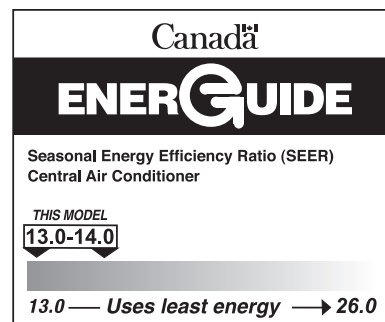 Canada
ENERGUIDE
Seasonal Energy Efficiency Ratio (SEER)
Central Air Conditioner
THIS MODEL
13.0-14.0
13.0 — Uses least energy → 26.0